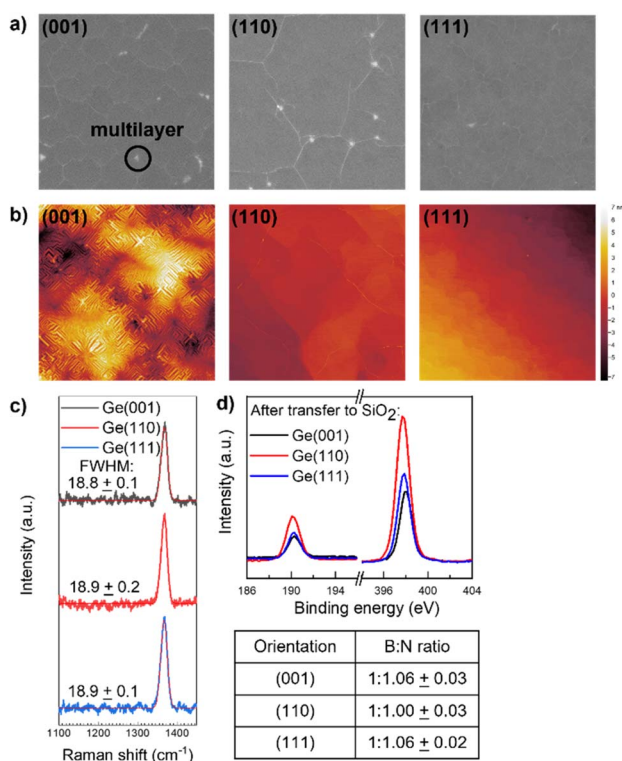 a)
(001)
(110)
(111)
multilayer
b)
(001)
(110)
(111)
7 nm
6
5
4
3
2
1
0
-1
-2
-3
-4
-5
-7
c)
Ge(001)
Ge(110)
Ge(111)
FWHM:
18.8 ± 0.1
18.9 ± 0.2
18.9 ± 0.1
Intensity (a.u.)
1100 1200 1300 1400
Raman shift (cm⁻¹)
d)
After transfer to SiO₂:
Ge(001)
Ge(110)
Ge(111)
Intensity (a.u.)
186 190 194 396 400 404
Binding energy (eV)
Orientation B:N ratio
(001) 1:1.06 ± 0.03
(110) 1:1.00 ± 0.03
(111) 1:1.06 ± 0.02